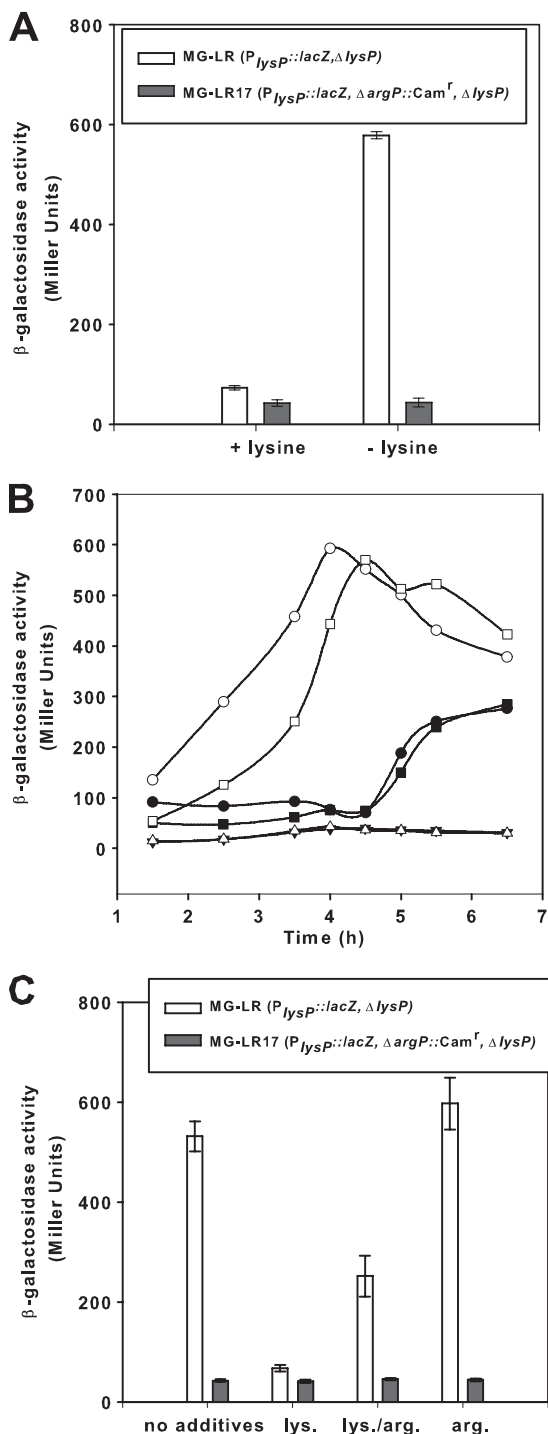 A
800
MG-LR (PlysP::lacZ,ΔlysP)
MG-LR17 (PlysP::lacZ, ΔargP::Camr, ΔlysP)
β-galactosidase activity
(Miller Units)
600
400
200
0
+ lysine - lysine
B
700
600
500
400
300
200
100
0
β-galactosidase activity
(Miller Units)
1 2 3 4 5 6 7
Time (h)
C
800
MG-LR (PlysP::lacZ, ΔlysP)
MG-LR17 (PlysP::lacZ, ΔargP::Camr, ΔlysP)
β-galactosidase activity
(Miller Units)
600
400
200
0
no additives lys. lys./arg. arg.